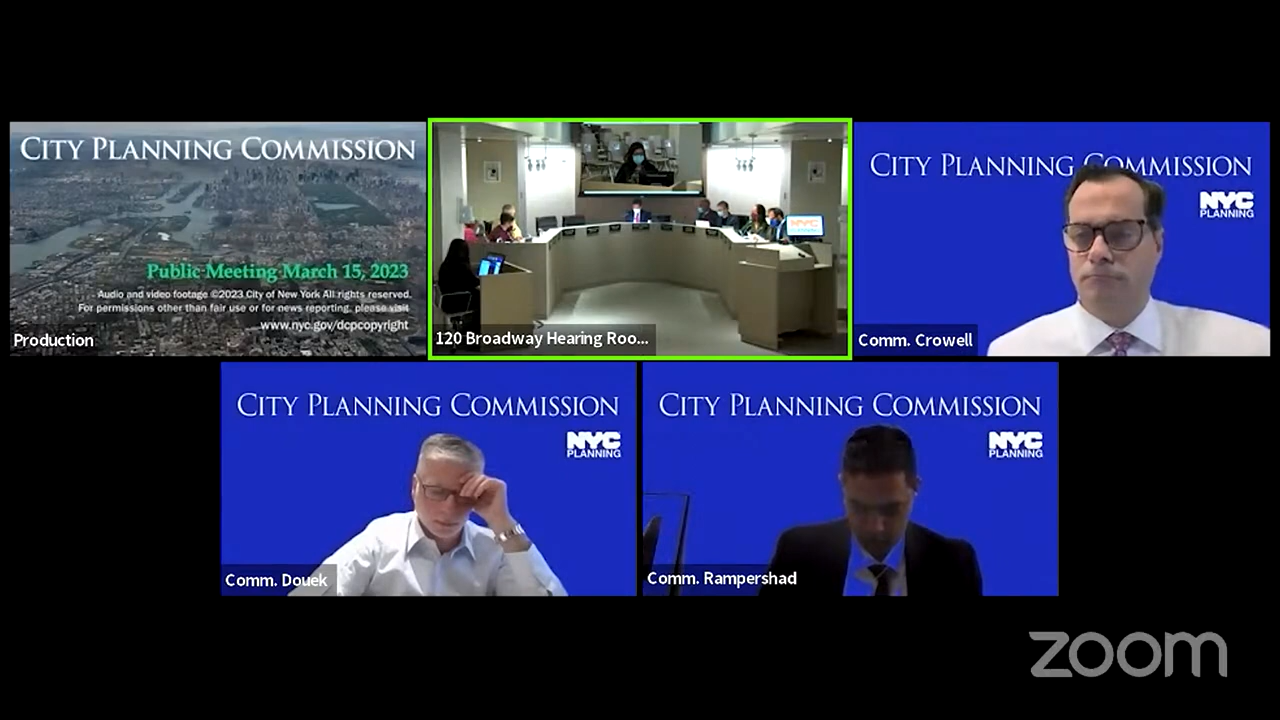 CITY PLANNING COMMISSION
Public Meeting March 15, 2023
Audio and video footage ©2023 City of New York All rights reserved.
For permissions other than fair use or for news reporting, please visit
www.nyc.gov/dcpcopyright
Production
NYC
120 Broadway Hearing Roo...
CITY PLANNING COMMISSION
NYC
PLANNING
Comm. Crowell
CITY PLANNING COMMISSION
NYC
PLANNING
Comm. Douek
CITY PLANNING COMMISSION
NYC
PLANNING
Comm. Rampershad
zoom